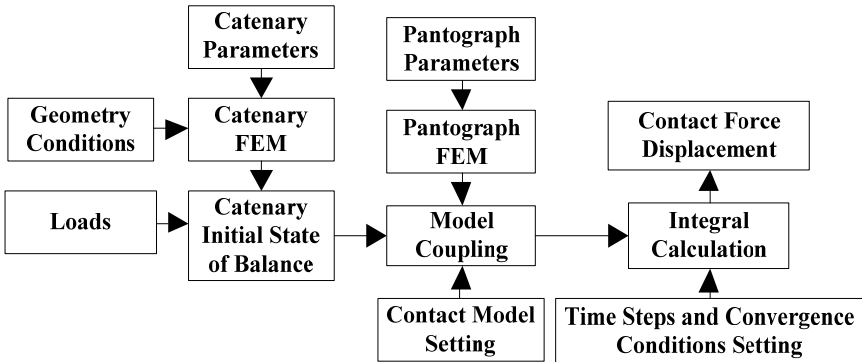 Catenary
Parameters
Pantograph
Parameters
Geometry
Conditions
Catenary
FEM
Pantograph
FEM
Contact Force
Displacement
Loads
Catenary
Initial State
of Balance
Model
Coupling
Integral
Calculation
Contact Model
Setting
Time Steps and Convergence
Conditions Setting